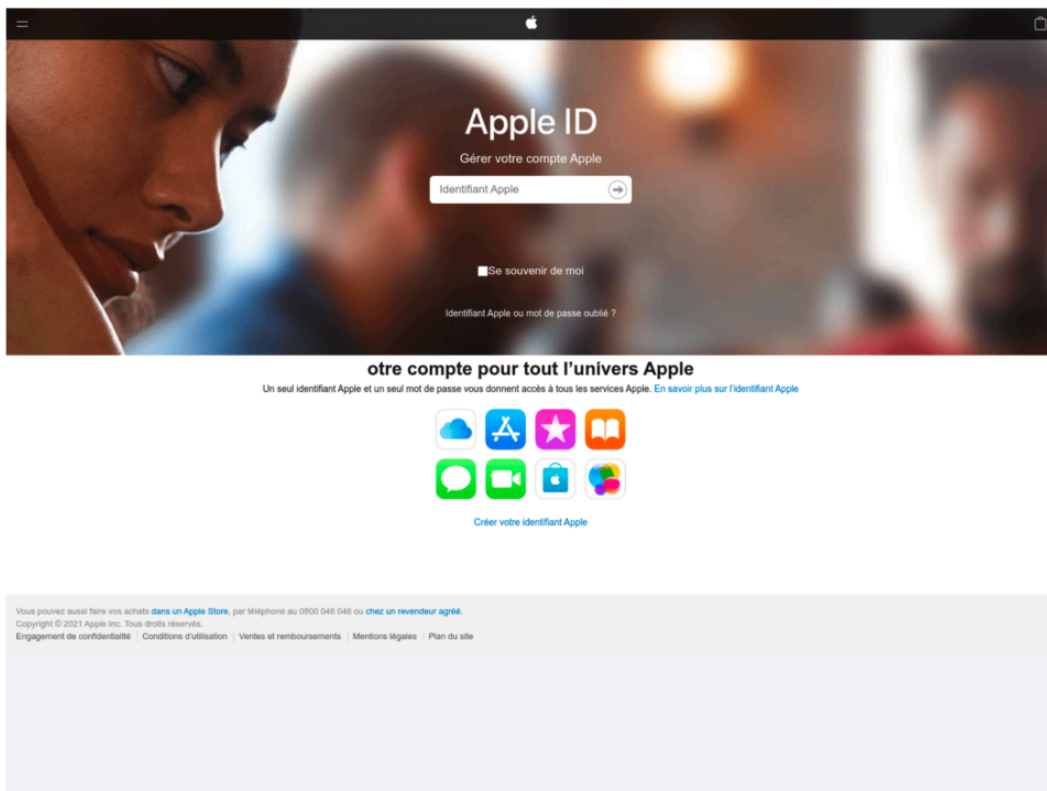 Apple ID
Gérer votre compte Apple
Identifiant Apple
Se souvenir de moi
Identifiant Apple ou mot de passe oublié ?
otre compte pour tout l’univers Apple
Un seul identifiant Apple et un seul mot de passe vous donnent accès à tous les services Apple. En savoir plus sur l’identifiant Apple
Créer votre identifiant Apple
Vous pouvez aussi faire vos achats dans un Apple Store, par téléphone au 0800 046 046 ou chez un revendeur agréé.
Copyright © 2021 Apple Inc. Tous droits réservés.
Engagement de confidentialité | Conditions d’utilisation | Ventes et remboursements | Mentions légales | Plan du site